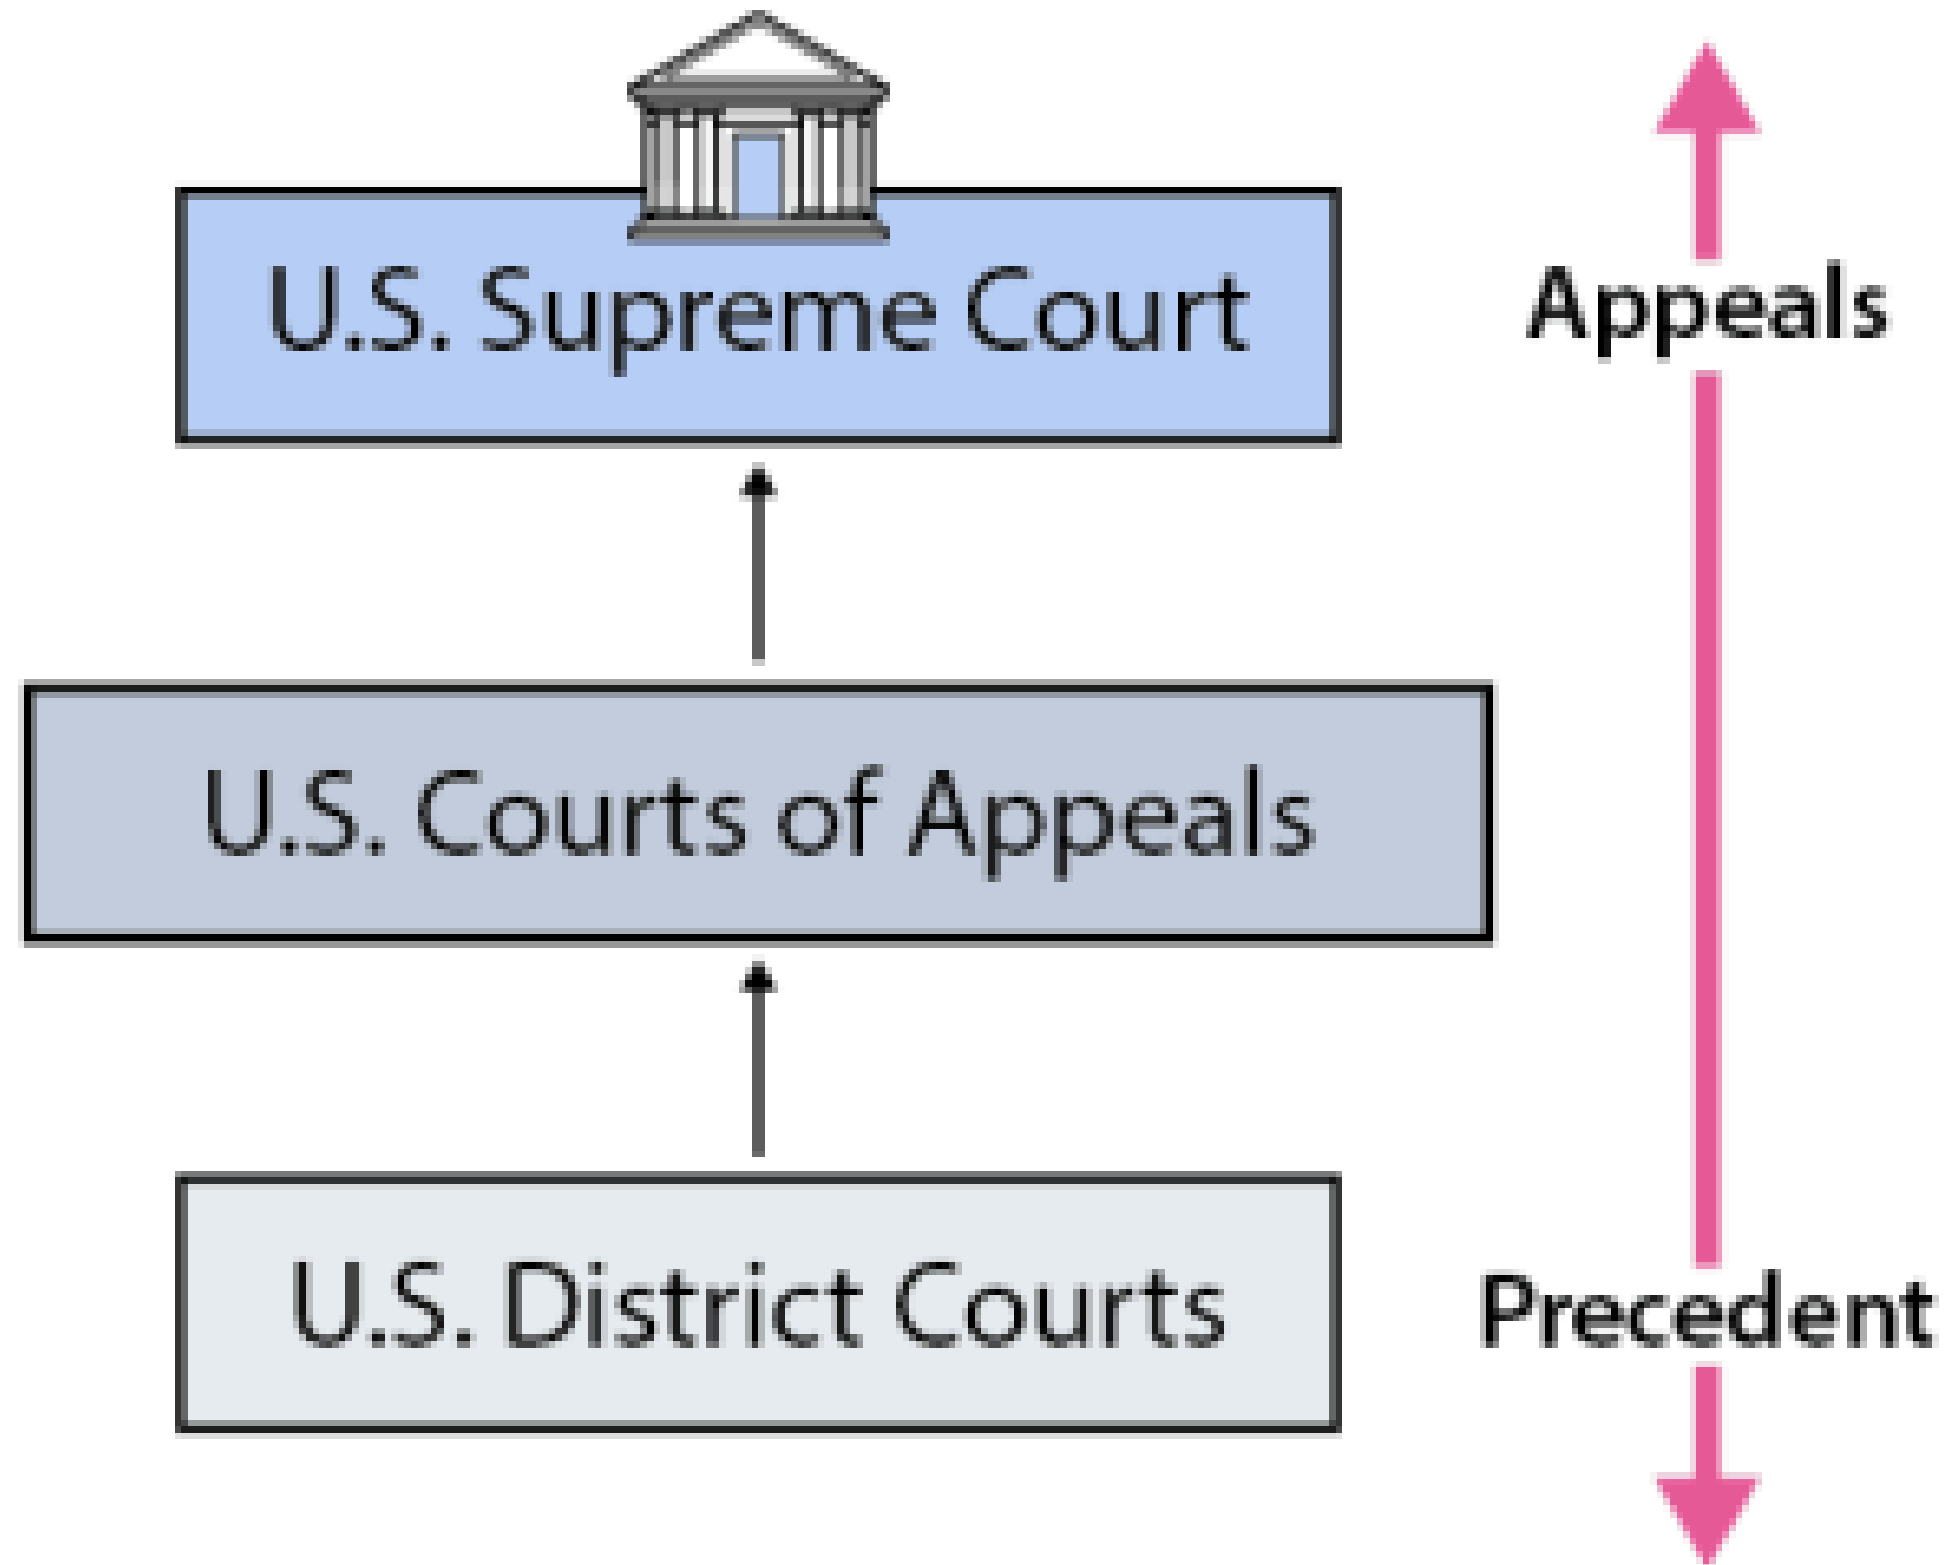 U.S. Supreme Court
Appeals
U.S. Courts of Appeals
U.S. District Courts
Precedent